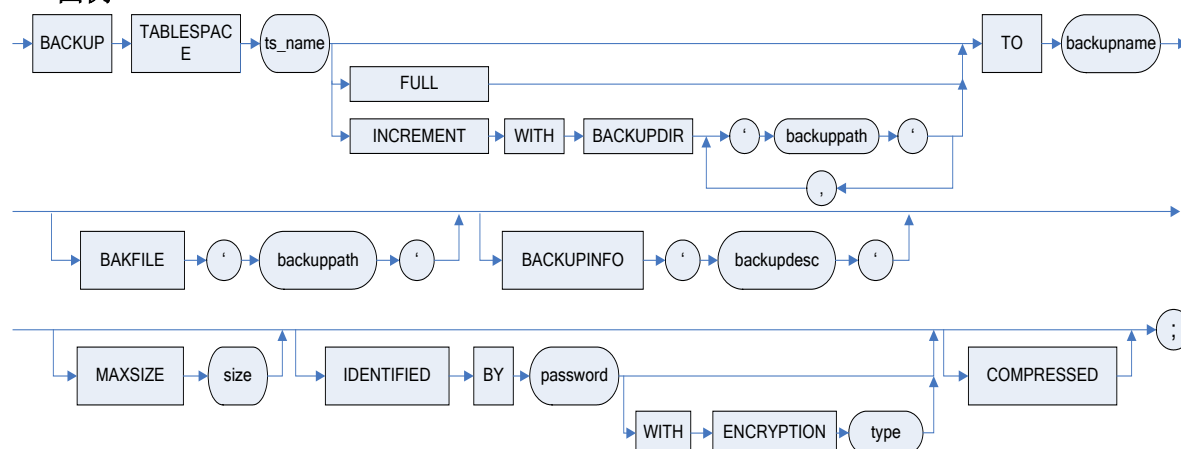 BACKUP TABLESPAC
E ts_name TO backupname
FULL
INCREMENT WITH BACKUPDIR ‘ backuppath ‘
,
BAKFILE ‘ backuppath ‘ BACKUPINFO ‘ backupdesc ‘
;
MAXSIZE size IDENTIFIED BY password COMPRESSED
WITH ENCRYPTION type